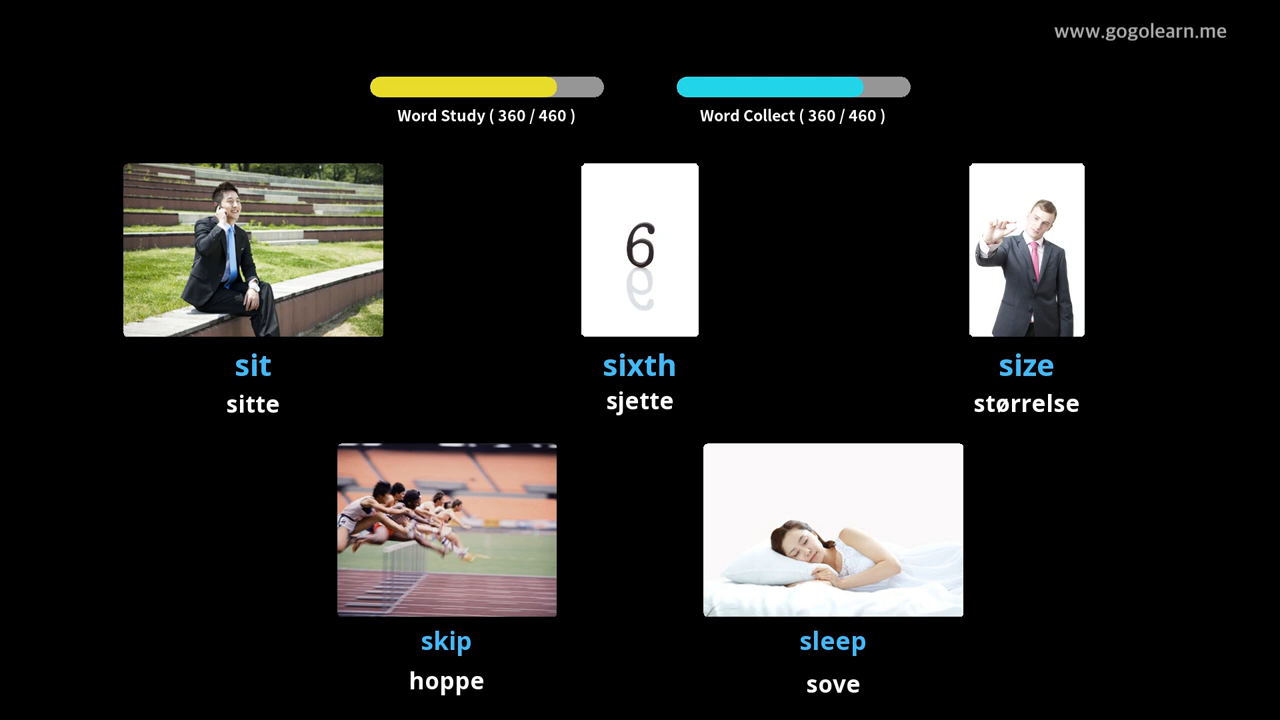 www.gogolearn.me
Word Study ( 360 / 460 )
Word Collect ( 360 / 460 )
6
sit
sixth
size
sitte
sjette
størrelse
skip
sleep
hoppe
sove